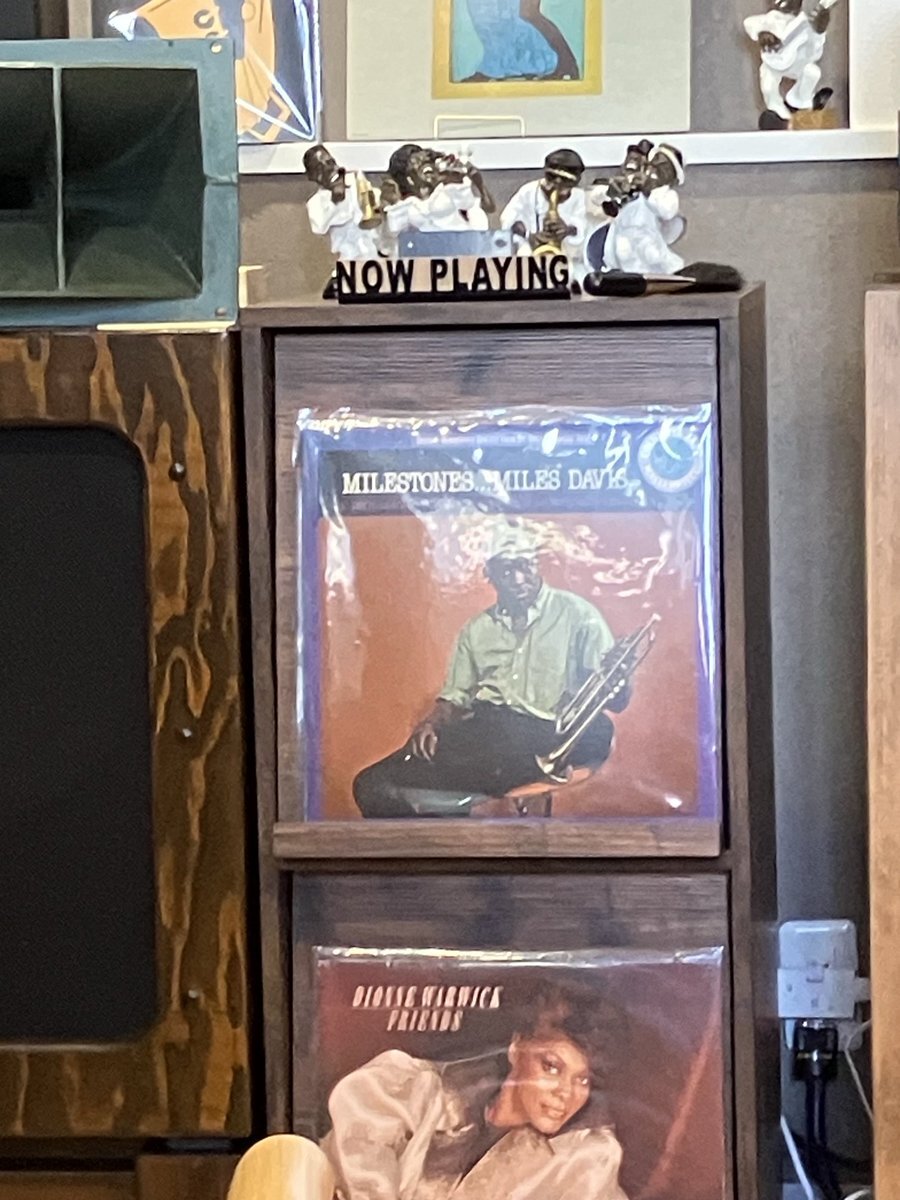 NOW PLAYING
MILESTONES...MILES DAVIS
DIONNE WARWICK
FRIENDS